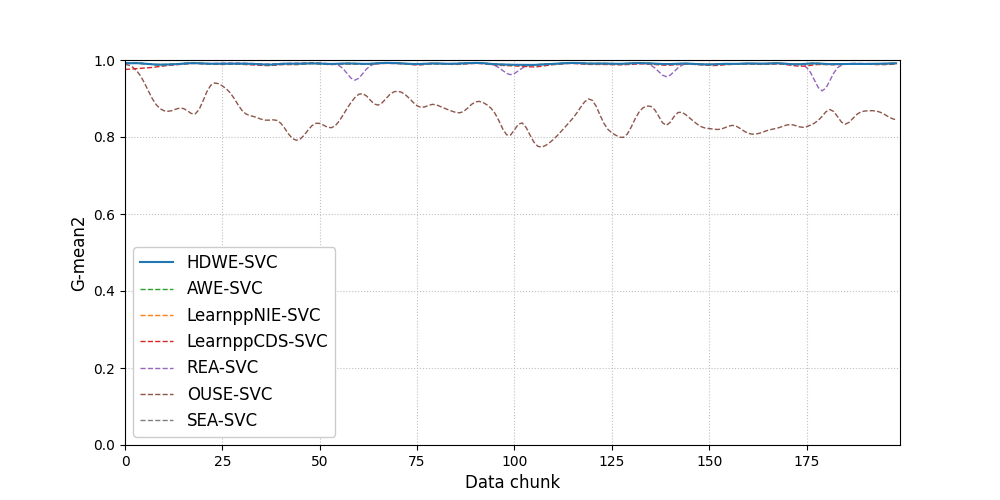 1.0
0.8
0.6
0.4
0.2
0.0
G-mean2
HDWE-SVC
AWE-SVC
LearnppNIE-SVC
LearnppCDS-SVC
REA-SVC
OUSE-SVC
SEA-SVC
0 25 50 75 100 125 150 175
Data chunk